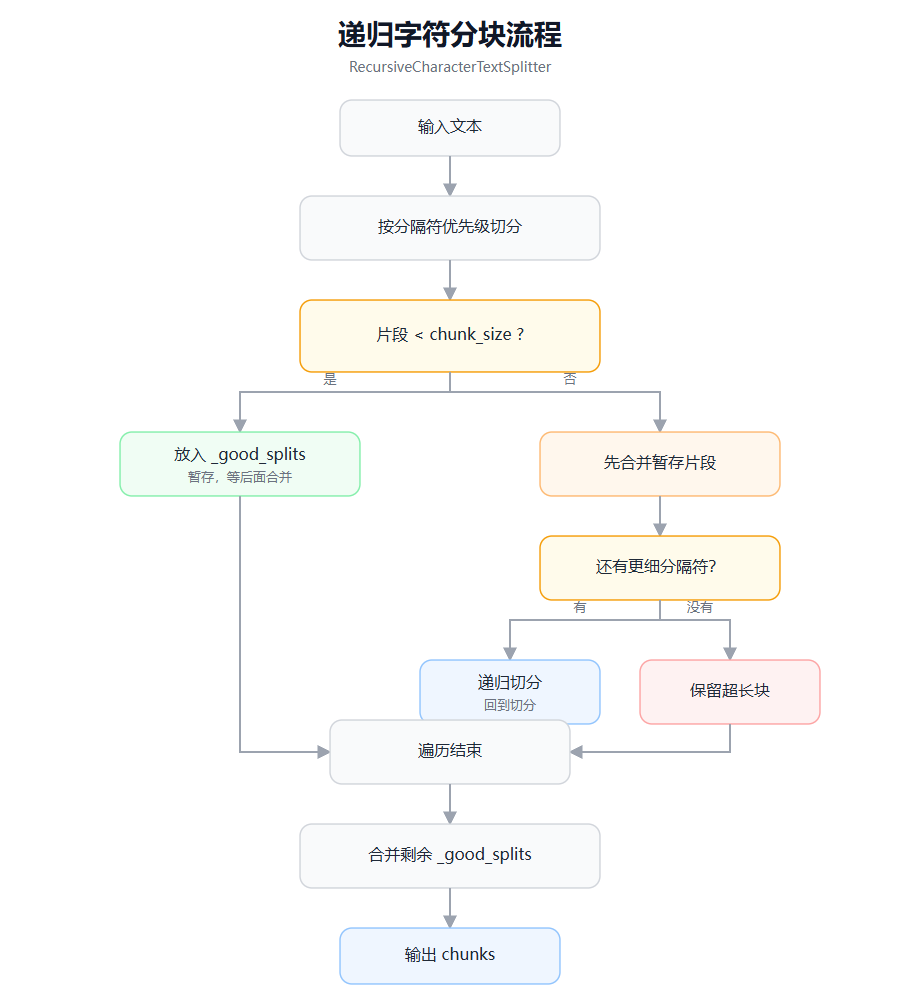 递归字符分块流程
RecursiveCharacterTextSplitter
输入文本
按分隔符优先级切分
片段 < chunk_size ?
是
否
放入 _good_splits
暂存，等后面合并
先合并暂存片段
还有更细分隔符?
有
没有
递归切分
回到切分
保留超长块
遍历结束
合并剩余 _good_splits
输出 chunks